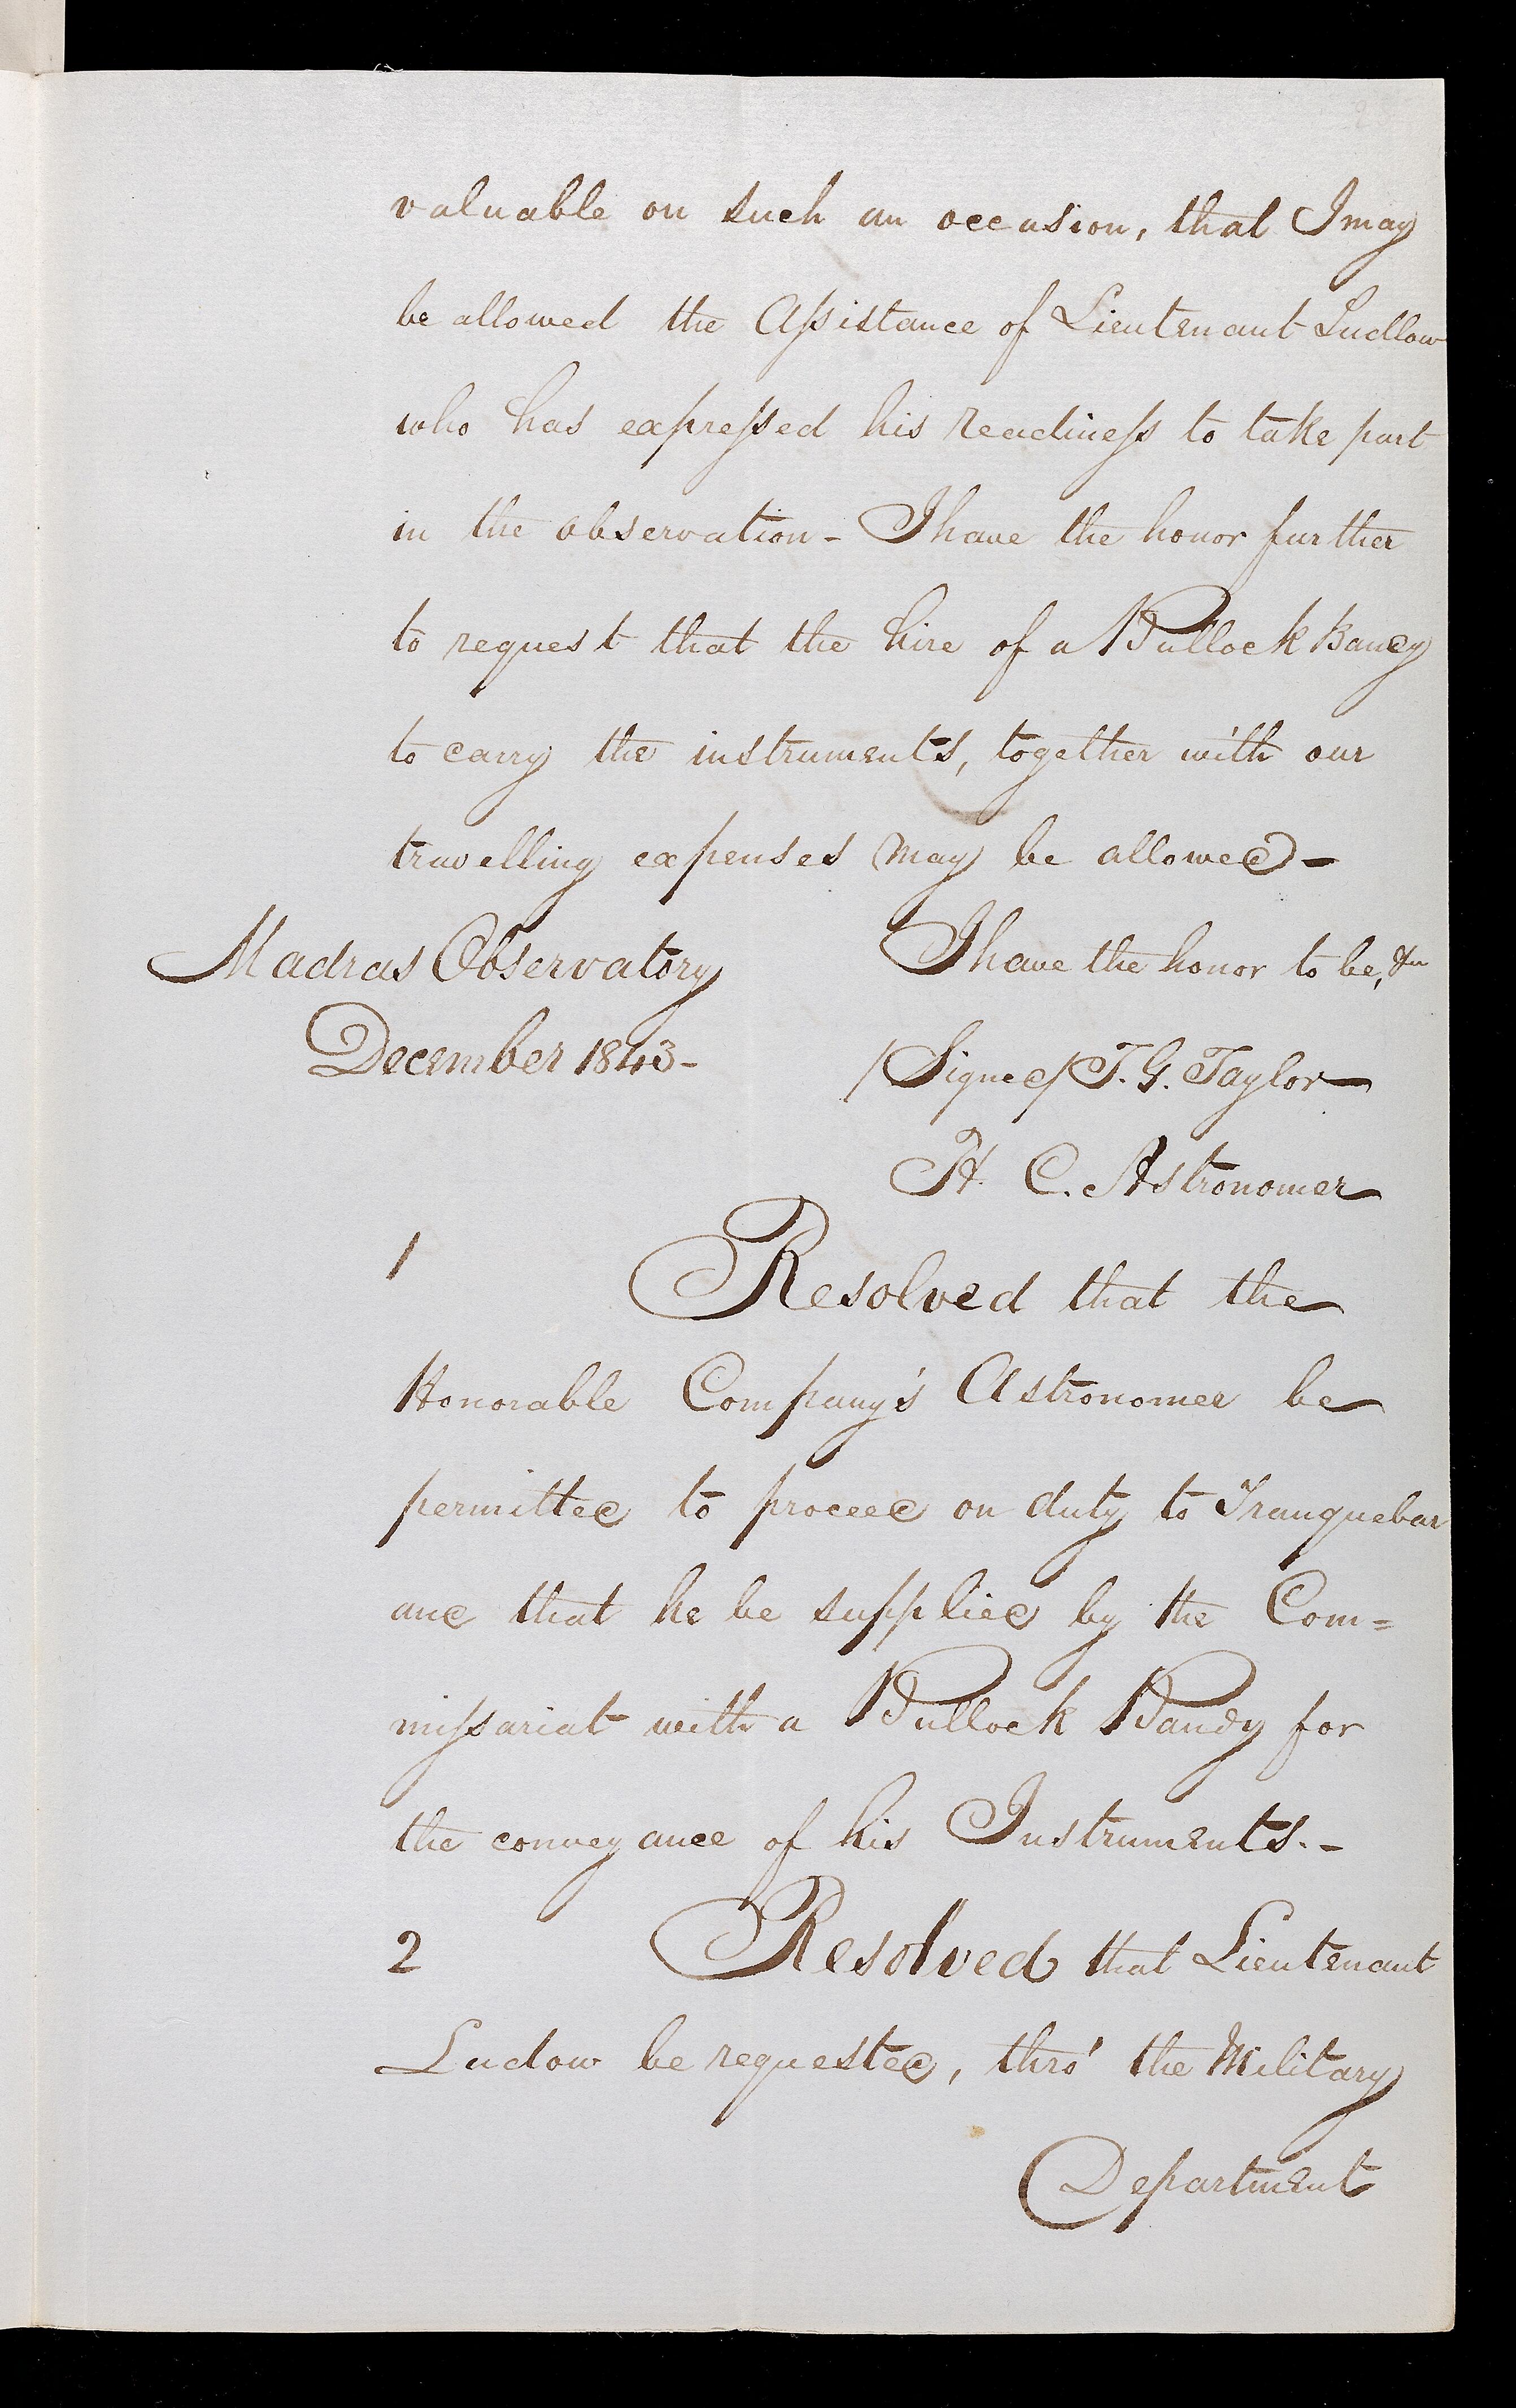 valuable on such an occasion, that I may
be allowed the Assistance of Lieutenant Ludlow
who has expressed his readiness to take part
in the observation - I have the honor further
to request that the hire of a Bullock Bandy
to carry the instruments, together with our
travelling expenses may be allowed -
Madras Observatory
December 1843 -
I have the honor to be, &c
/Signed/ T. G. Taylor
H. C. Astronomer
1 Resolved that the
Honorable Company's Astronomer be
permitted to proceed on duty to Tranquebar
and that he be supplied by the Com=
missariat with a Bullock Bandy for
the conveyance of his Instruments. -
2 Resolved that Lieutenant
Ludow be requested, thro' the Military
Department